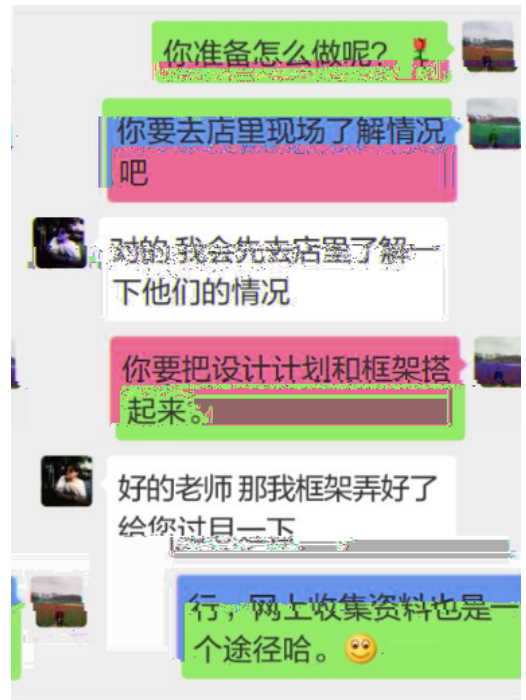 你准备怎么做呢？🌹
你要去店里现场了解情况
吧
对的 我会先去店里了解一
下他们的情况
你要把设计计划和框架搭
起来。
好的老师 那我框架弄好了
给您过目一下
行，网上收集资料也是一
个途径哈。🙂